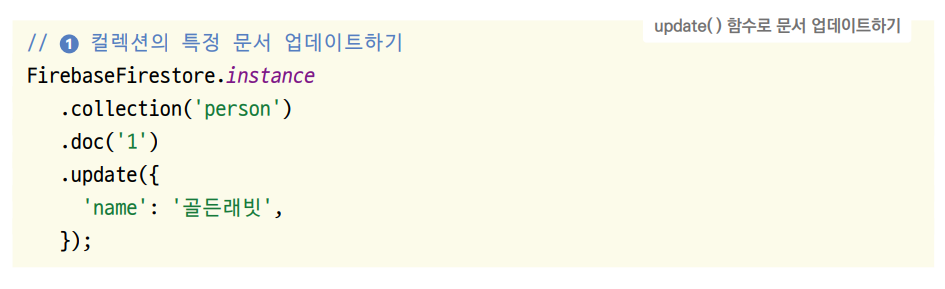 update( ) 함수로 문서 업데이트하기
// ❶ 컬렉션의 특정 문서 업데이트하기
FirebaseFirestore.instance
   .collection('person')
   .doc('1')
   .update({
     'name': '골든래빗',
   });